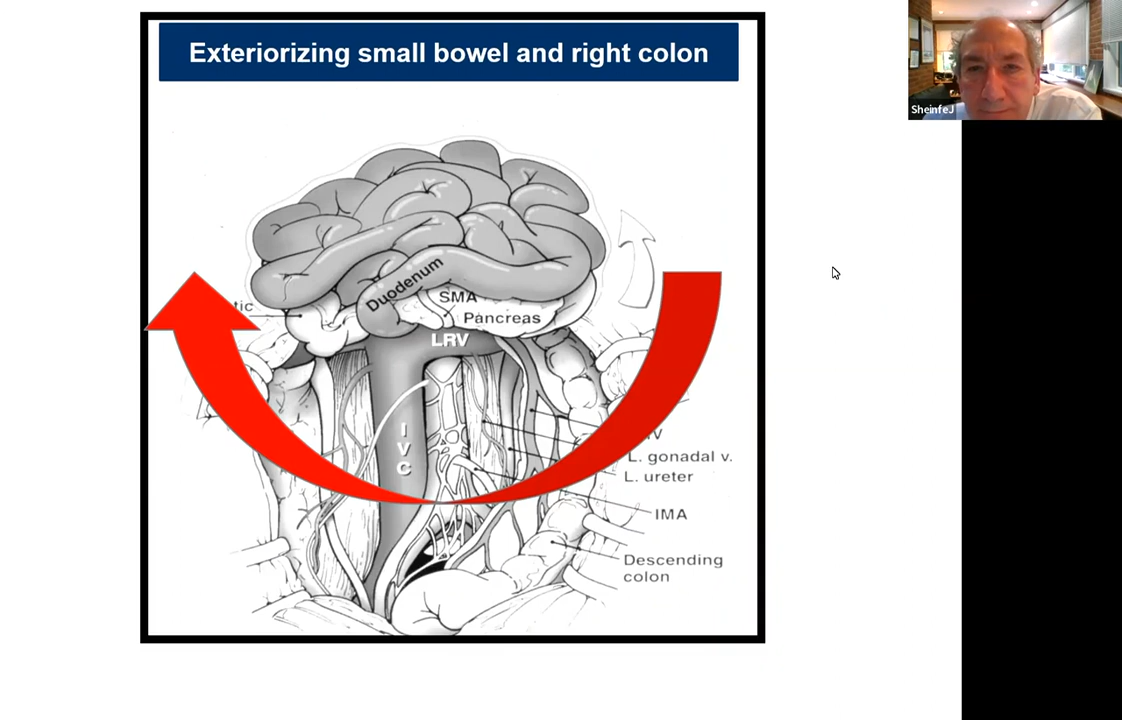 Exteriorizing small bowel and right colon
SheinfeJ
Duodenum
SMA
Pancreas
LRV
IVC
L. gonadal v.
L. ureter
IMA
Descending
colon